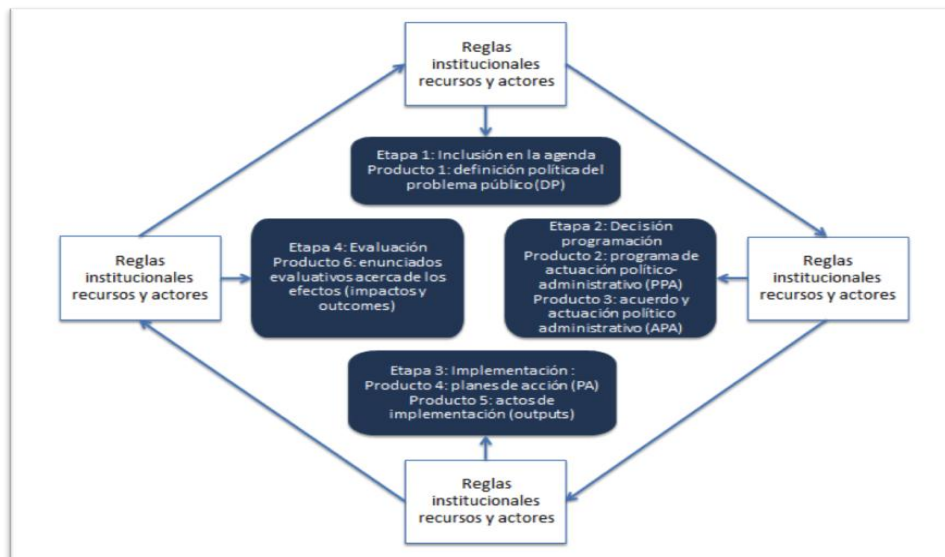 Reglas
institucionales
recursos y actores
Etapa 1: Inclusión en la agenda
Producto 1: definición política del
problema público (DP)
Reglas
institucionales
recursos y actores
Etapa 4: Evaluación
Producto 6: enunciados
evaluativos acerca de los
efectos (impactos y
outcomes)
Etapa 2: Decisión
programación
Producto 2: programa de
actuación político-
administrativo (PPA)
Producto 3: acuerdo y
actuación político
administrativo (APA)
Reglas
institucionales
recursos y actores
Etapa 3: Implementación :
Producto 4: planes de acción (PA)
Producto 5: actos de
implementación (outputs)
Reglas
institucionales
recursos y actores